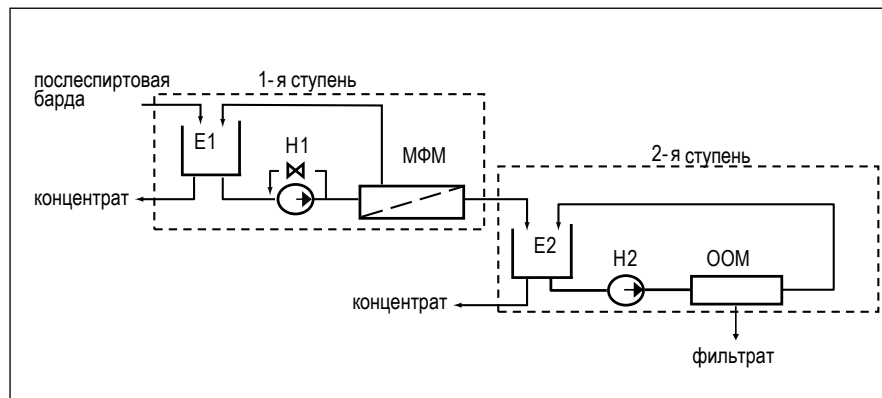 послеспиртовая
барда
1- я ступень
Е1
Н1
МФМ
концентрат
2-я ступень
Е2
Н2
ООМ
концентрат
фильтрат